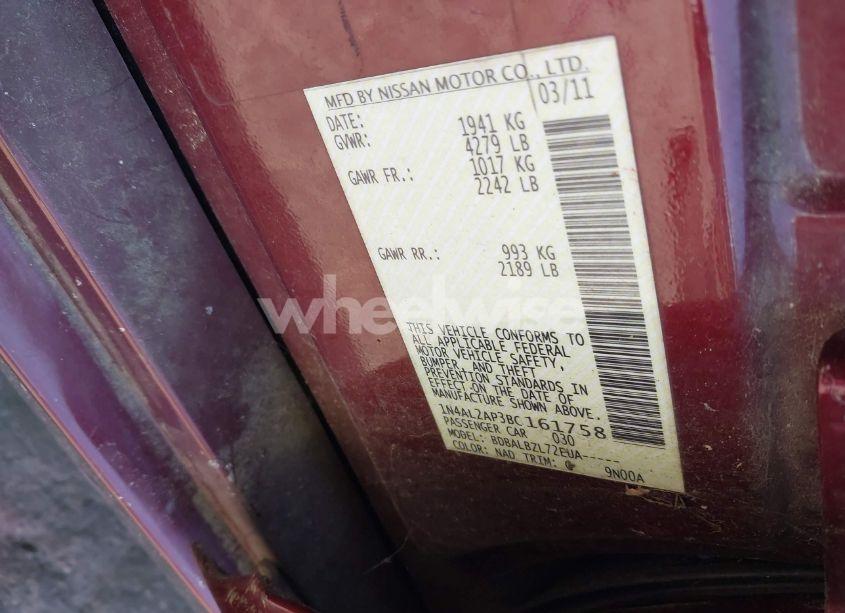 MFD BY NISSAN MOTOR CO., LTD.
DATE: 03/11
GVWR: 1941 KG
4279 LB
GAWR FR.: 1017 KG
2242 LB
GAWR RR.: 993 KG
2189 LB
wheelwise
THIS VEHICLE CONFORMS TO
ALL APPLICABLE FEDERAL
MOTOR VEHICLE SAFETY,
BUMPER, AND THEFT
PREVENTION STANDARDS IN
EFFECT ON THE DATE OF
MANUFACTURE SHOWN ABOVE.
1N4AL2AP3BC161758
PASSENGER CAR 030
MODEL: BDBALBZL72EUA-----
COLOR: NAD TRIM: G 9N00A